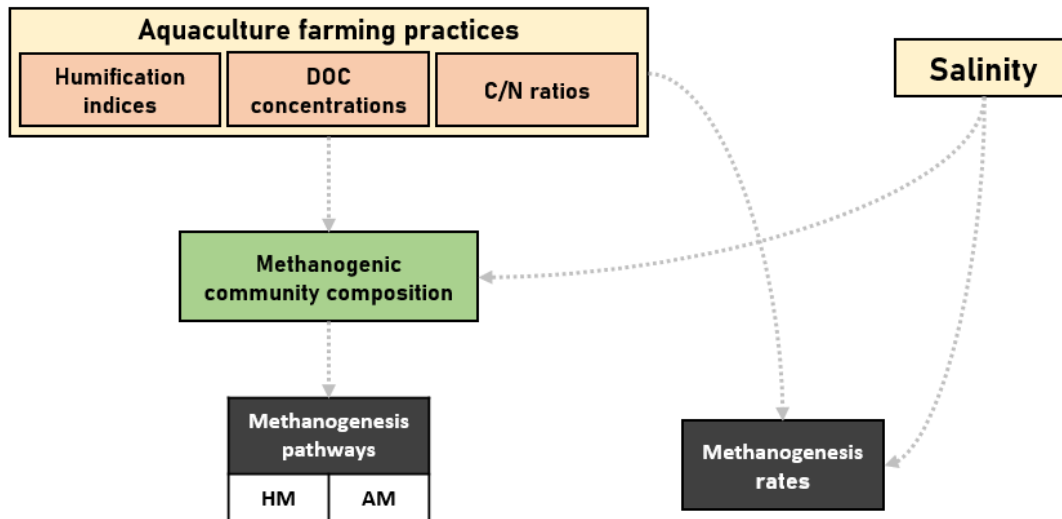 Aquaculture farming practices
Humification
indices
DOC
concentrations
C/N ratios
Salinity
Methanogenic
community composition
Methanogenesis
pathways
HM
AM
Methanogenesis
rates